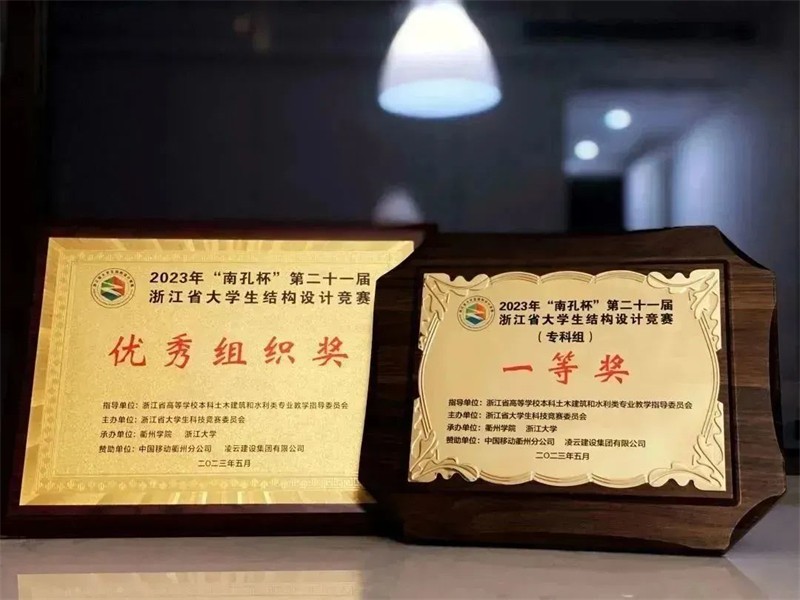 2023年“南孔杯”第二十一届
浙江省大学生结构设计竞赛
优秀组织奖
指导单位：浙江省高等学校本科土木建筑和水利类专业教学指导委员会
主办单位：浙江省大学生科技竞赛委员会
承办单位：衢州学院 浙江大学
赞助单位：中国移动衢州分公司 凌云建设集团有限公司
二〇二三年五月
2023年“南孔杯”第二十一届
浙江省大学生结构设计竞赛
（专科组）
一等奖
指导单位：浙江省高等学校本科土木建筑和水利类专业教学指导委员会
主办单位：浙江省大学生科技竞赛委员会
承办单位：衢州学院 浙江大学
赞助单位：中国移动衢州分公司 凌云建设集团有限公司
二〇二三年五月